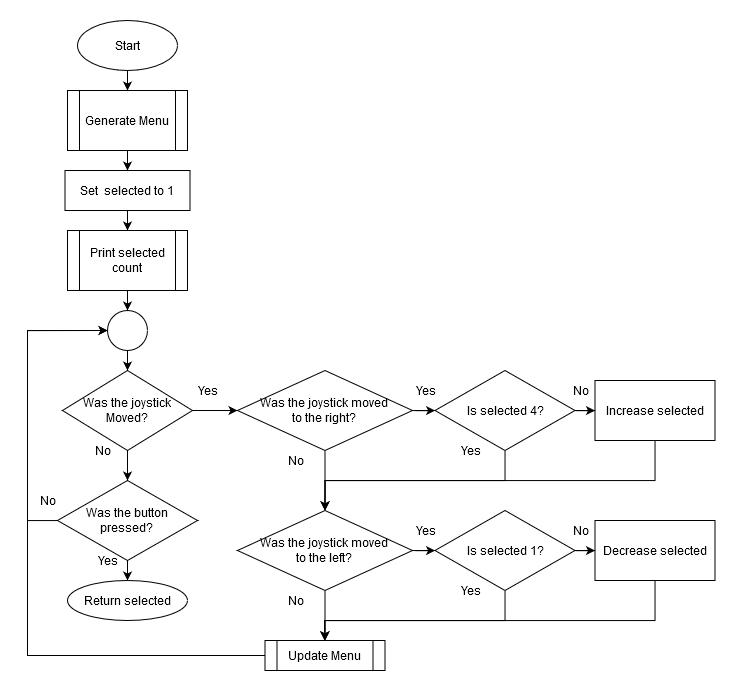 Start
Generate Menu
Set selected to 1
Print selected
count
Was the joystick
Moved?
Yes
Was the joystick moved
to the right?
Yes
Is selected 4?
No
Increase selected
No
No
Yes
No
Was the button
pressed?
Yes
Return selected
Was the joystick moved
to the left?
Yes
Is selected 1?
No
Decrease selected
No
Yes
Update Menu